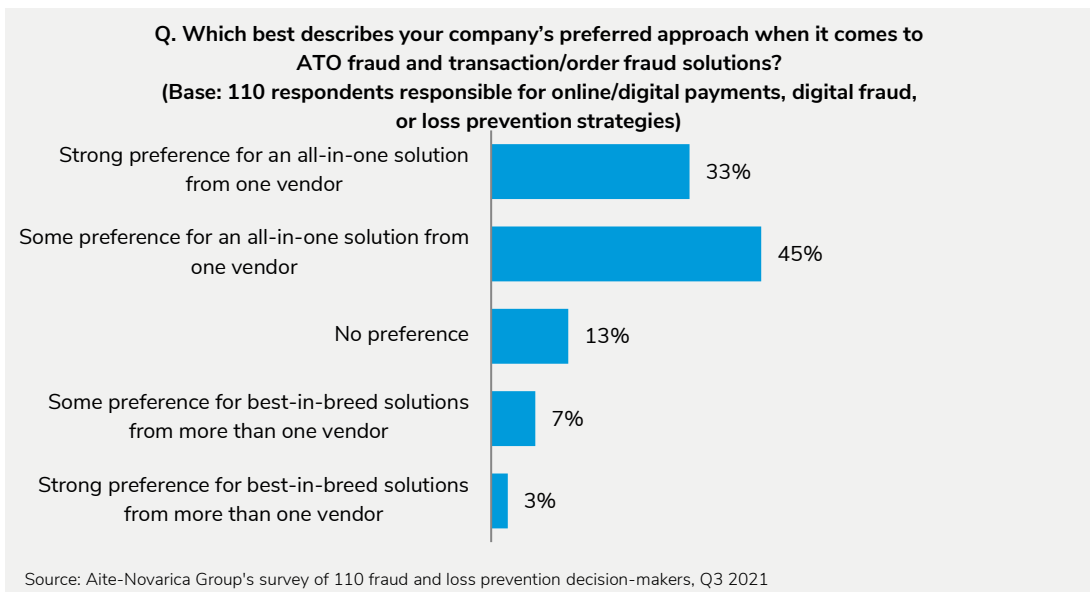 Q. Which best describes your company’s preferred approach when it comes to
ATO fraud and transaction/order fraud solutions?
(Base: 110 respondents responsible for online/digital payments, digital fraud,
or loss prevention strategies)
Strong preference for an all-in-one solution
from one vendor
33%
Some preference for an all-in-one solution from
one vendor
45%
No preference
13%
Some preference for best-in-breed solutions
from more than one vendor
7%
Strong preference for best-in-breed solutions
from more than one vendor
3%
Source: Aite-Novarica Group's survey of 110 fraud and loss prevention decision-makers, Q3 2021